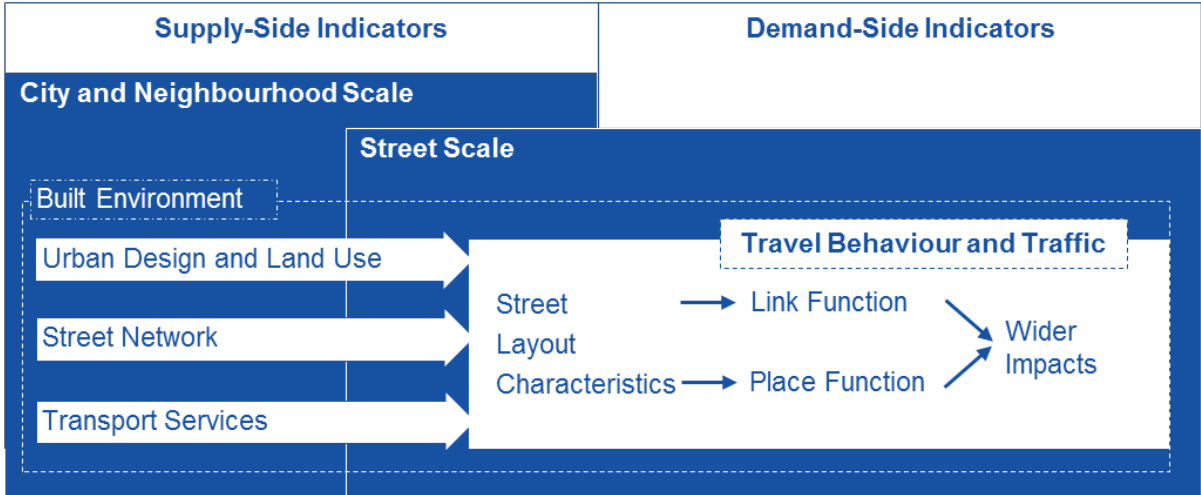 Supply-Side Indicators
Demand-Side Indicators
City and Neighbourhood Scale
Street Scale
Built Environment
Travel Behaviour and Traffic
Urban Design and Land Use
Street Network
Transport Services
Street
Layout
Characteristics
Link Function
Place Function
Wider
Impacts